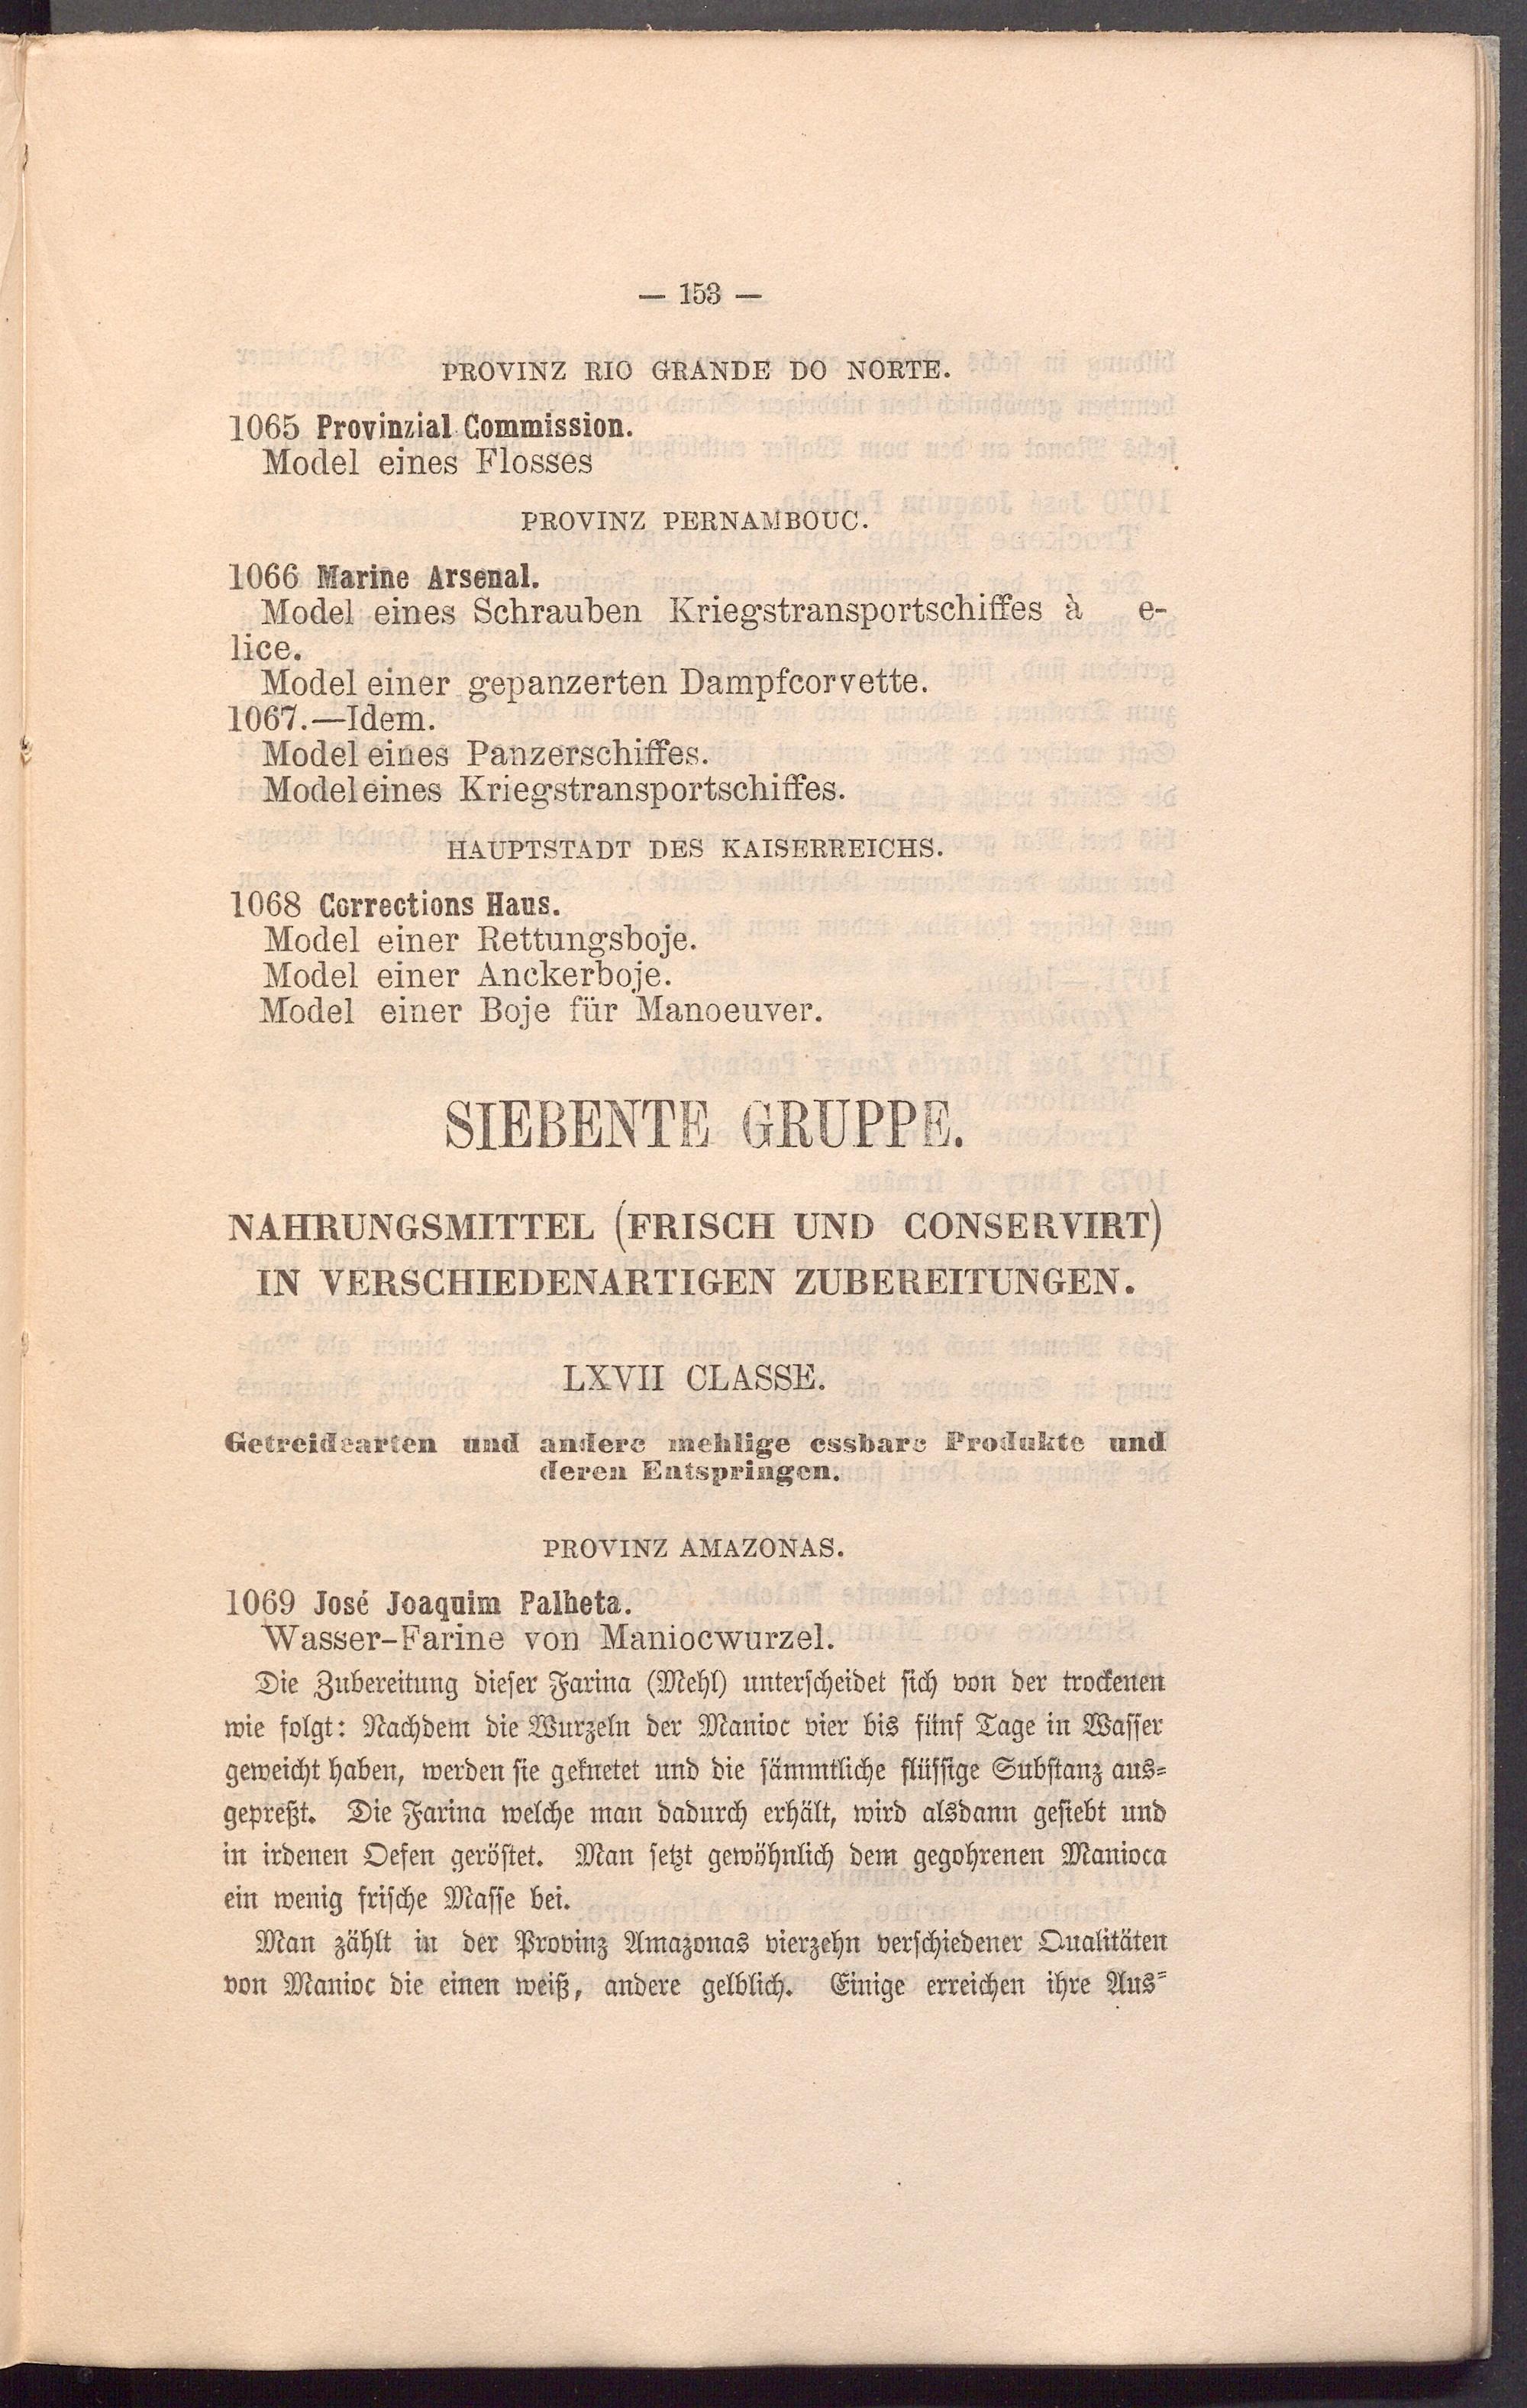 — 153 —
PROVINZ RIO GRANDE DO NORTE.
1065 Provinzial Commission.
Model eines Flosses
PROVINZ PERNAMBOUC.
1066 Marine Arsenal.
Model eines Schrauben Kriegstransportschiffes à e-
lice.
Model einer gepanzerten Dampfcorvette.
1067.—Idem.
Model eines Panzerschiffes.
Model eines Kriegstransportschiffes.
HAUPTSTADT DES KAISERREICHS.
1068 Corrections Haus.
Model einer Rettungsboje.
Model einer Anckerboje.
Model einer Boje für Manoeuver.
SIEBENTE GRUPPE.
NAHRUNGSMITTEL (FRISCH UND CONSERVIRT)
IN VERSCHIEDENARTIGEN ZUBEREITUNGEN.
LXVII CLASSE.
Getreidearten und andere mehlige essbare Produkte und
deren Entspringen.
PROVINZ AMAZONAS.
1069 José Joaquim Palheta.
Wasser-Farine von Maniocwurzel.
Die Zubereitung dieser Farina (Mehl) unterscheidet sich von der trockenen
wie folgt: Nachdem die Wurzeln der Manioc vier bis fünf Tage in Wasser
geweicht haben, werden sie geknetet und die sämmtliche flüssige Substanz aus-
gepreßt. Die Farina welche man dadurch erhält, wird alsdann gesiebt und
in irdenen Oefen geröstet. Man setzt gewöhnlich dem gegohrenen Manioca
ein wenig frische Masse bei.
Man zählt in der Provinz Amazonas vierzehn verschiedener Qualitäten
von Manioc die einen weiß, andere gelblich. Einige erreichen ihre Aus-